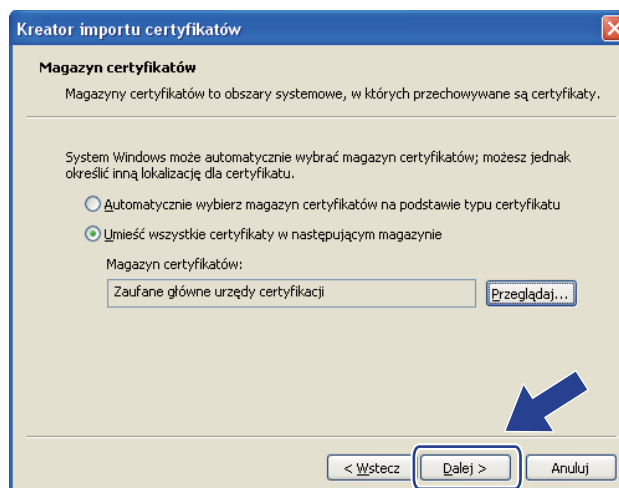 Kreator importu certyfikatów
Magazyn certyfikatów
Magazyny certyfikatów to obszary systemowe, w których przechowywane są certyfikaty.
System Windows może automatycznie wybrać magazyn certyfikatów; możesz jednak
określić inną lokalizację dla certyfikatu.
Automatycznie wybierz magazyn certyfikatów na podstawie typu certyfikatu
Umieść wszystkie certyfikaty w następującym magazynie
Magazyn certyfikatów:
Zaufane główne urzędy certyfikacji
Przeglądaj...
< Wstecz
Dalej >
Anuluj